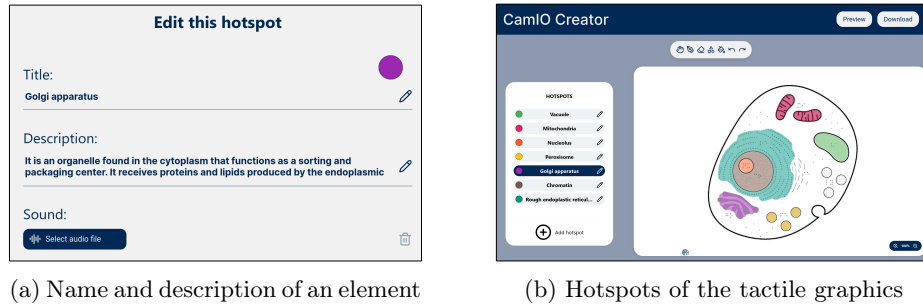 Edit this hotspot
Title:
Golgi apparatus
Description:
It is an organelle found in the cytoplasm that functions as a sorting and
packaging center. It receives proteins and lipids produced by the endoplasmic
Sound:
Select audio file
(a) Name and description of an element
CamIO Creator
Preview
Download
HOTSPOTS
Vacuole
Mitochondria
Nucleolus
Peroxisome
Golgi apparatus
Chromatin
Rough endoplastic reticul...
Add hotspot
100%
(b) Hotspots of the tactile graphics